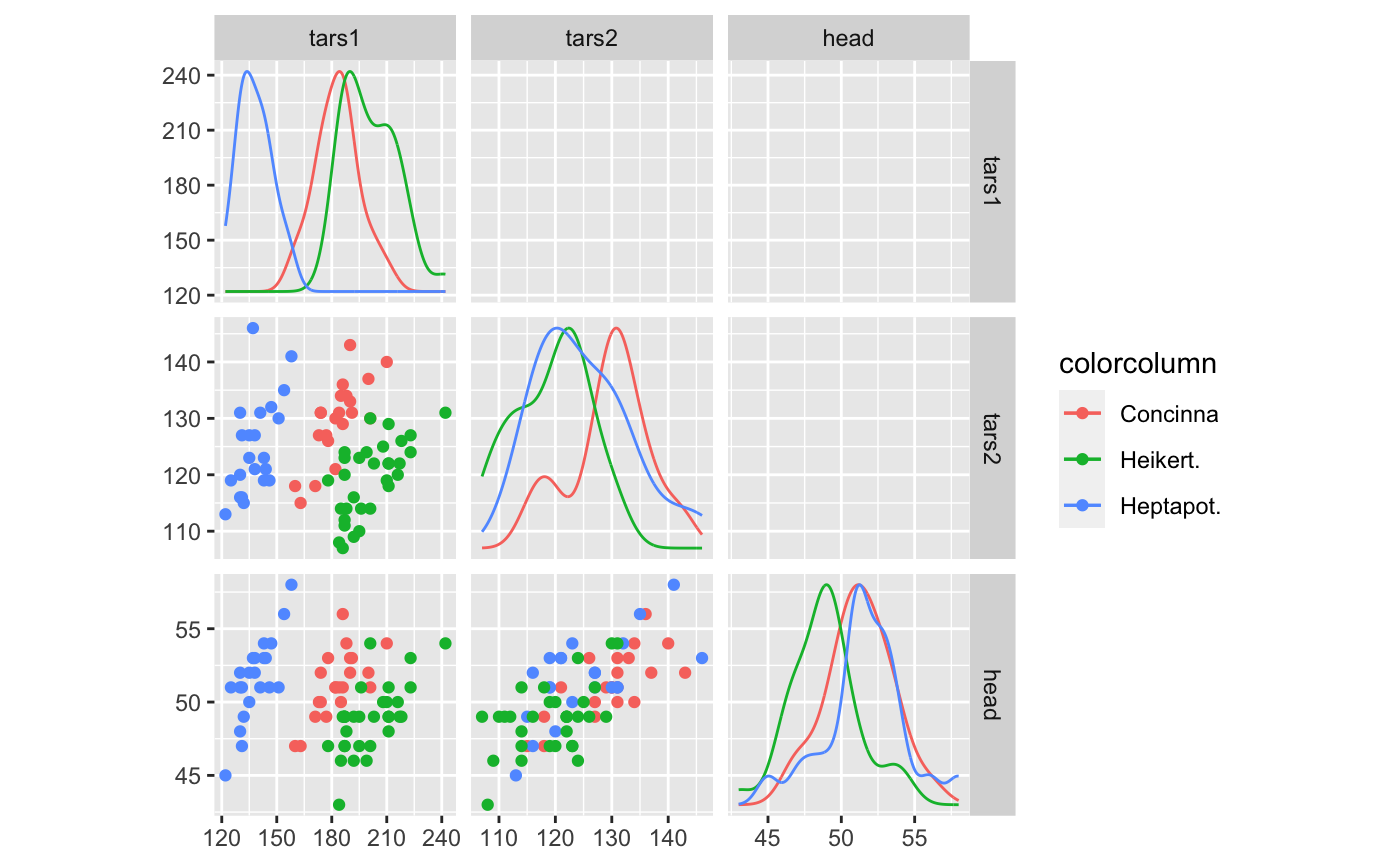 tars1 tars2 head
240
210
180
150
120
tars1
140
130
120
110
tars2
55
50
45
head
120 150 180 210 240 110 120 130 140 45 50 55
colorcolumn
Concinna
Heikert.
Heptapot.